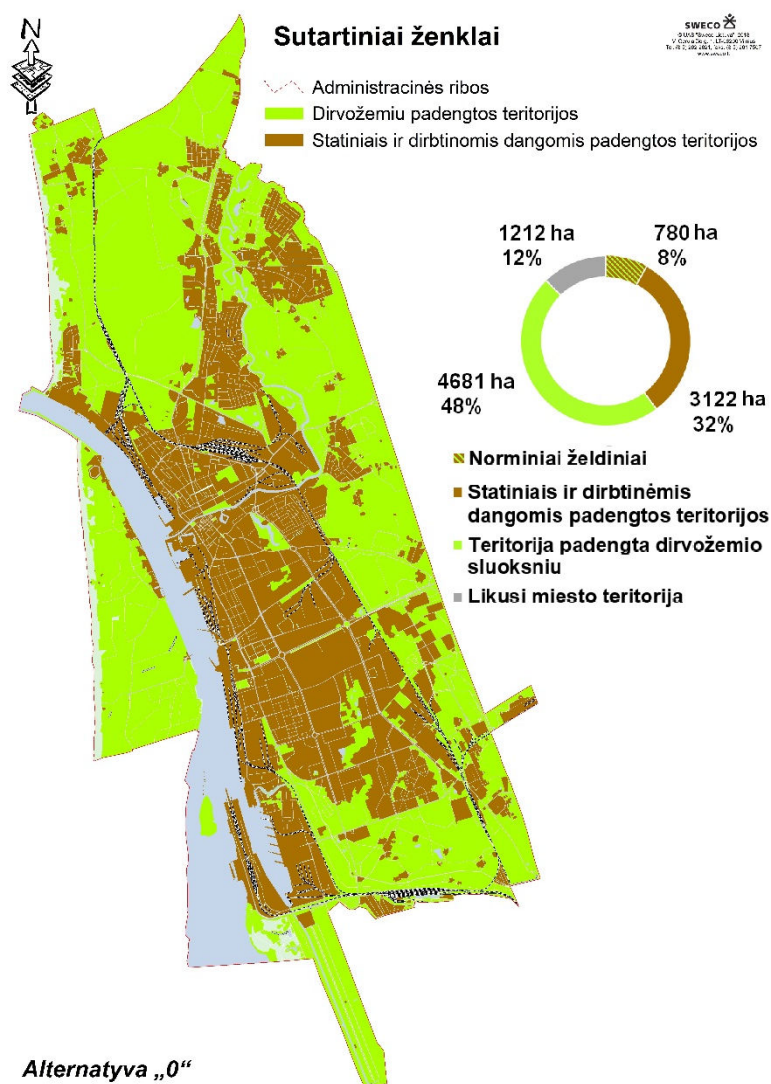 N
Sutartiniai ženklai
SWECO
Administracinės ribos
Dirvožemiu padengtos teritorijos
Statiniais ir dirbtinomis dangomis padengtos teritorijos
1212 ha
12%
780 ha
8%
4681 ha
48%
3122 ha
32%
Norminiai želdiniai
Statiniais ir dirbtinėmis
dangomis padengtos teritorijos
Teritorija padengta dirvožemio
sluoksniu
Likusi miesto teritorija
Alternatyva „0“